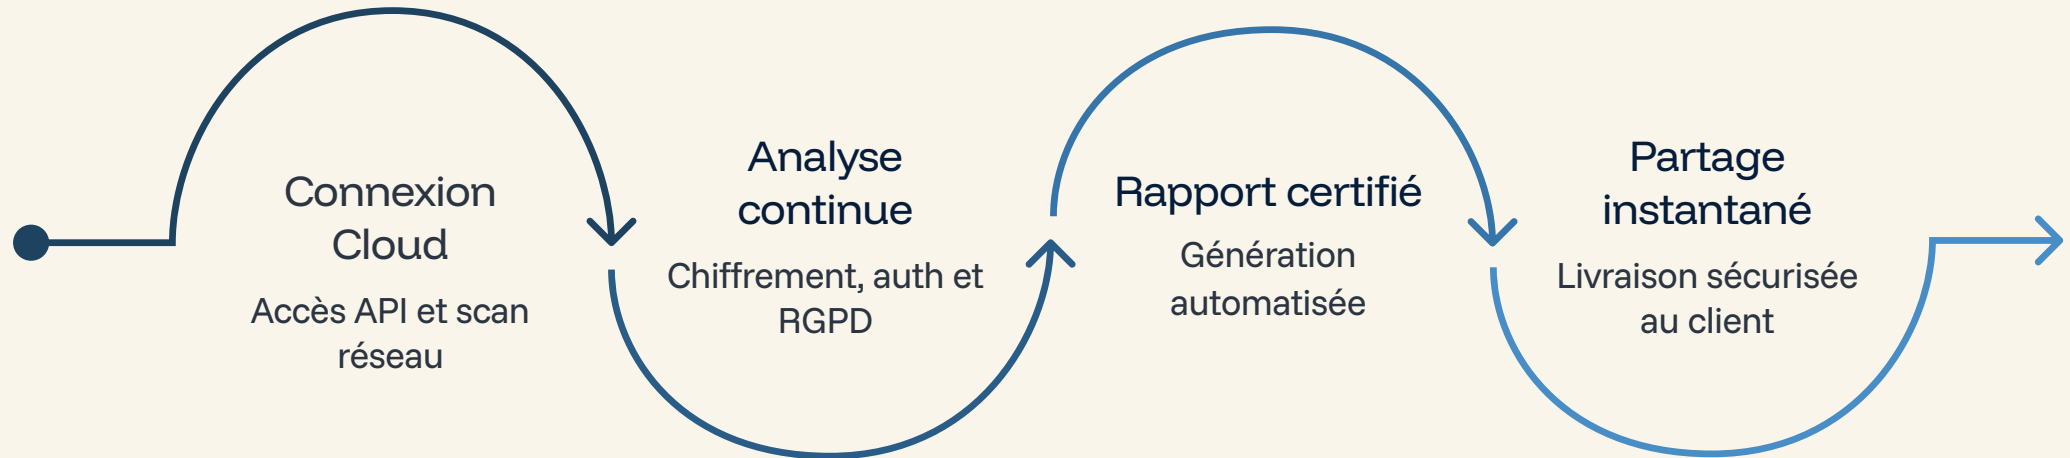 Connexion
Cloud
Accès API et scan
réseau
Analyse
continue
Chiffrement, auth et
RGPD
Rapport certifié
Génération
automatisée
Partage
instantané
Livraison sécurisée
au client